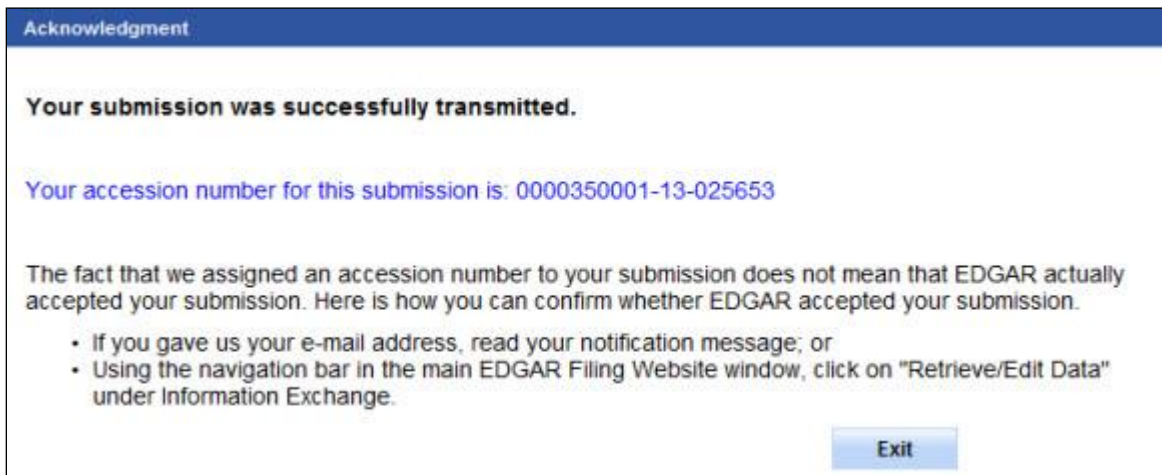 Acknowledgment
Your submission was successfully transmitted.
Your accession number for this submission is: 0000350001-13-025653
The fact that we assigned an accession number to your submission does not mean that EDGAR actually
accepted your submission. Here is how you can confirm whether EDGAR accepted your submission.
• If you gave us your e-mail address, read your notification message; or
• Using the navigation bar in the main EDGAR Filing Website window, click on "Retrieve/Edit Data"
under Information Exchange.
Exit